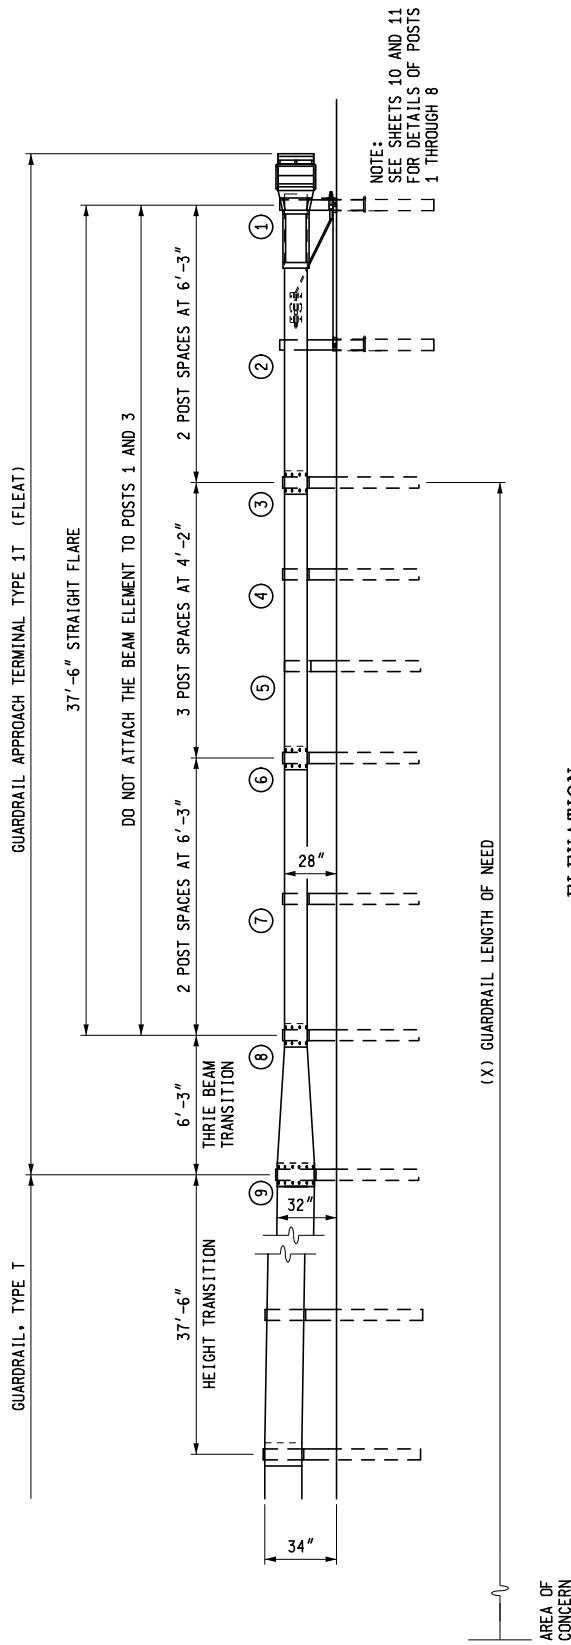 GUARDRAIL, TYPE T
GUARDRAIL APPROACH TERMINAL TYPE 1T (FLEAT)
37'-6" STRAIGHT FLARE
DO NOT ATTACH THE BEAM ELEMENT TO POSTS 1 AND 3
37'-6"
HEIGHT TRANSITION
6'-3"
THRIE BEAM
TRANSITION
2 POST SPACES AT 6'-3"
3 POST SPACES AT 4'-2"
2 POST SPACES AT 6'-3"
9
8
7
6
5
4
3
2
1
34"
32"
28"
NOTE:
SEE SHEETS 10 AND 11
FOR DETAILS OF POSTS
1 THROUGH 8
(X) GUARDRAIL LENGTH OF NEED
AREA OF
CONCERN
ELEVATION